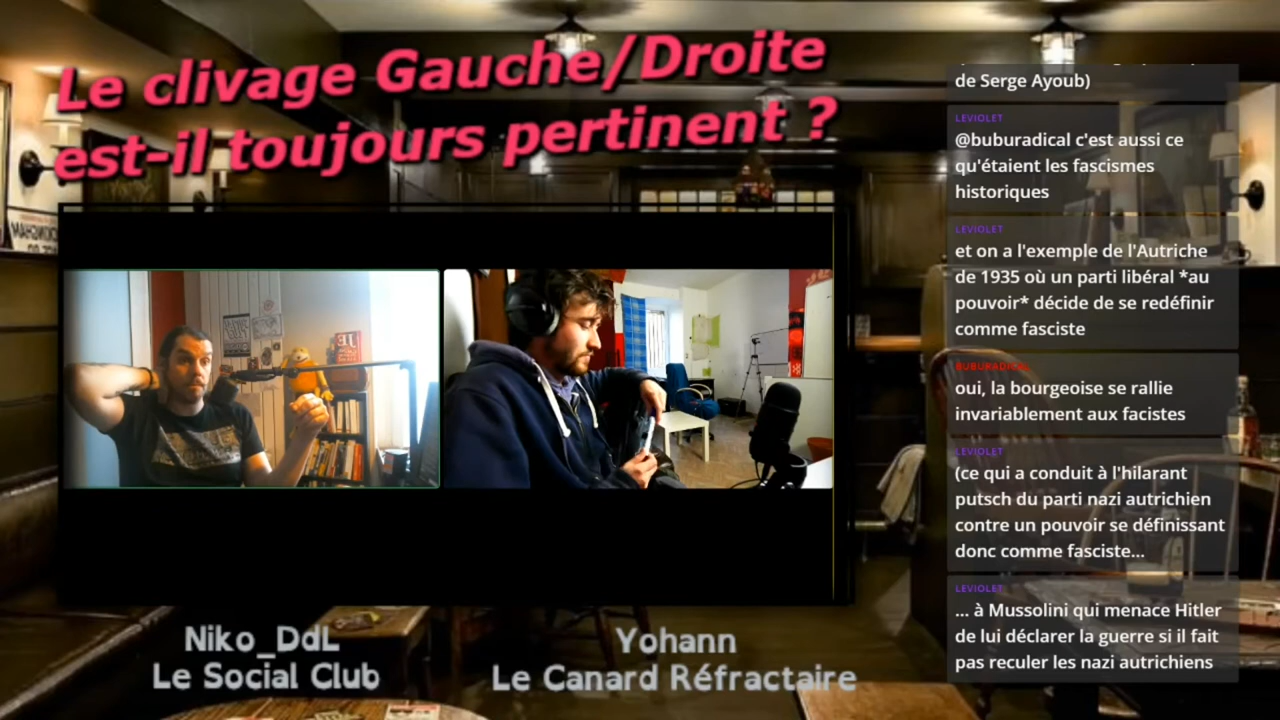 Le clivage Gauche/Droite
est-il toujours pertinent ?
de Serge Ayoub)
LEVIOLET
@buburadical c'est aussi ce
qu'étaient les fascismes
historiques
LEVIOLET
et on a l'exemple de l'Autriche
de 1935 où un parti libéral *au
pouvoir* décide de se redéfinir
comme fasciste
BUBURADICAL
oui, la bourgeoise se rallie
invariablement aux facistes
LEVIOLET
(ce qui a conduit à l'hilarant
putsch du parti nazi autrichien
contre un pouvoir se définissant
donc comme fasciste...
LEVIOLET
... à Mussolini qui menace Hitler
de lui déclarer la guerre si il fait
pas reculer les nazi autrichiens
Niko_DdL
Le Social Club
Yohann
Le Canard Réfractaire